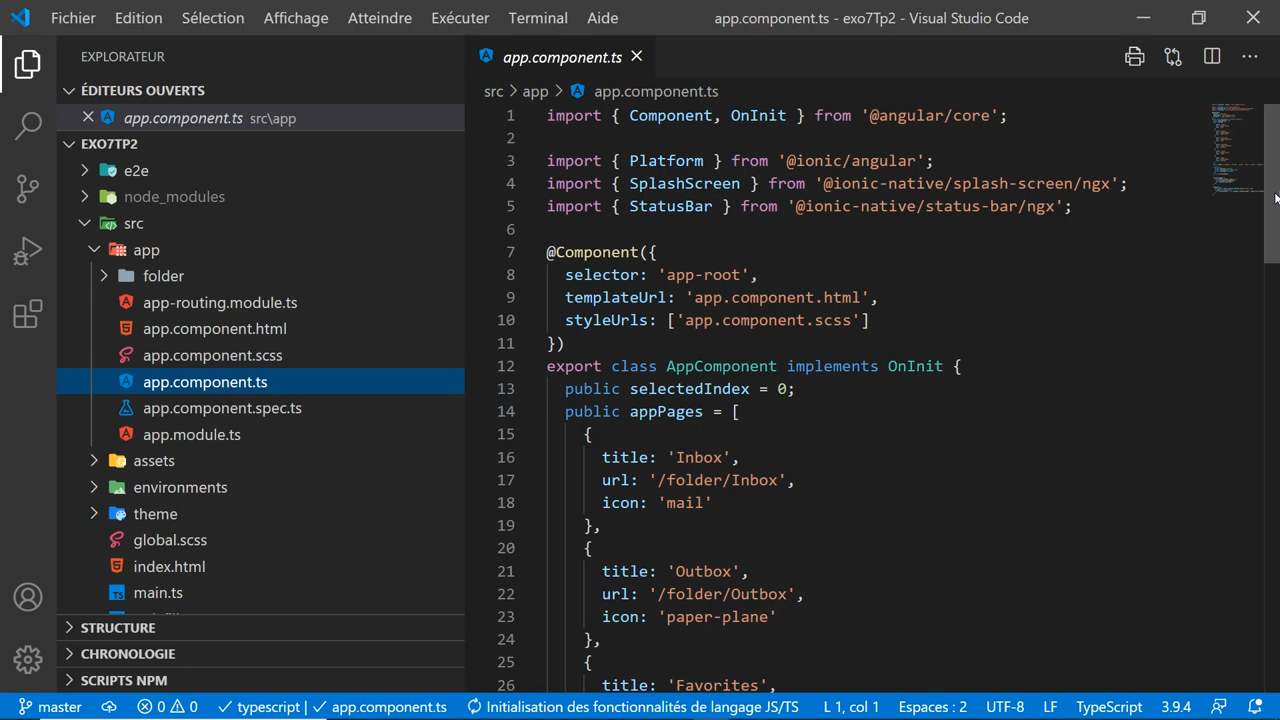 Fichier Edition Sélection Affichage Atteindre Exécuter Terminal Aide app.component.ts - exo7Tp2 - Visual Studio Code
EXPLORATEUR
ÉDITEURS OUVERTS
app.component.ts src\app
EXO7TP2
e2e
node_modules
src
app
folder
app-routing.module.ts
app.component.html
app.component.scss
app.component.ts
app.component.spec.ts
app.module.ts
assets
environments
theme
global.scss
index.html
TS main.ts
STRUCTURE
CHRONOLOGIE
SCRIPTS NPM
app.component.ts
src > app > app.component.ts
1 import { Component, OnInit } from '@angular/core';
2
3 import { Platform } from '@ionic/angular';
4 import { SplashScreen } from '@ionic-native/splash-screen/ngx';
5 import { StatusBar } from '@ionic-native/status-bar/ngx';
6
7 @Component({
8 selector: 'app-root',
9 templateUrl: 'app.component.html',
10 styleUrls: ['app.component.scss']
11 })
12 export class AppComponent implements OnInit {
13 public selectedIndex = 0;
14 public appPages = [
15 {
16 title: 'Inbox',
17 url: '/folder/Inbox',
18 icon: 'mail'
19 },
20 {
21 title: 'Outbox',
22 url: '/folder/Outbox',
23 icon: 'paper-plane'
24 },
25 {
26 title: 'Favorites',
master 0 0 typescript | app.component.ts Initialisation des fonctionnalités de langage JS/TS L 1, col 1 Espaces : 2 UTF-8 LF TypeScript 3.9.4